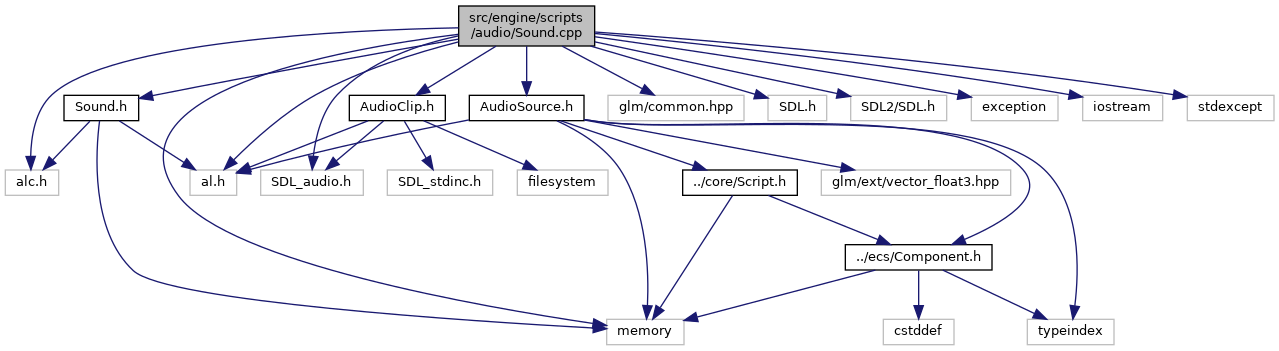 src/engine/scripts
/audio/Sound.cpp
Sound.h
AudioClip.h
AudioSource.h
glm/common.hpp
SDL.h
SDL2/SDL.h
exception
iostream
stdexcept
alc.h
al.h
SDL_audio.h
SDL_stdinc.h
filesystem
../core/Script.h
glm/ext/vector_float3.hpp
../ecs/Component.h
memory
cstddef
typeindex